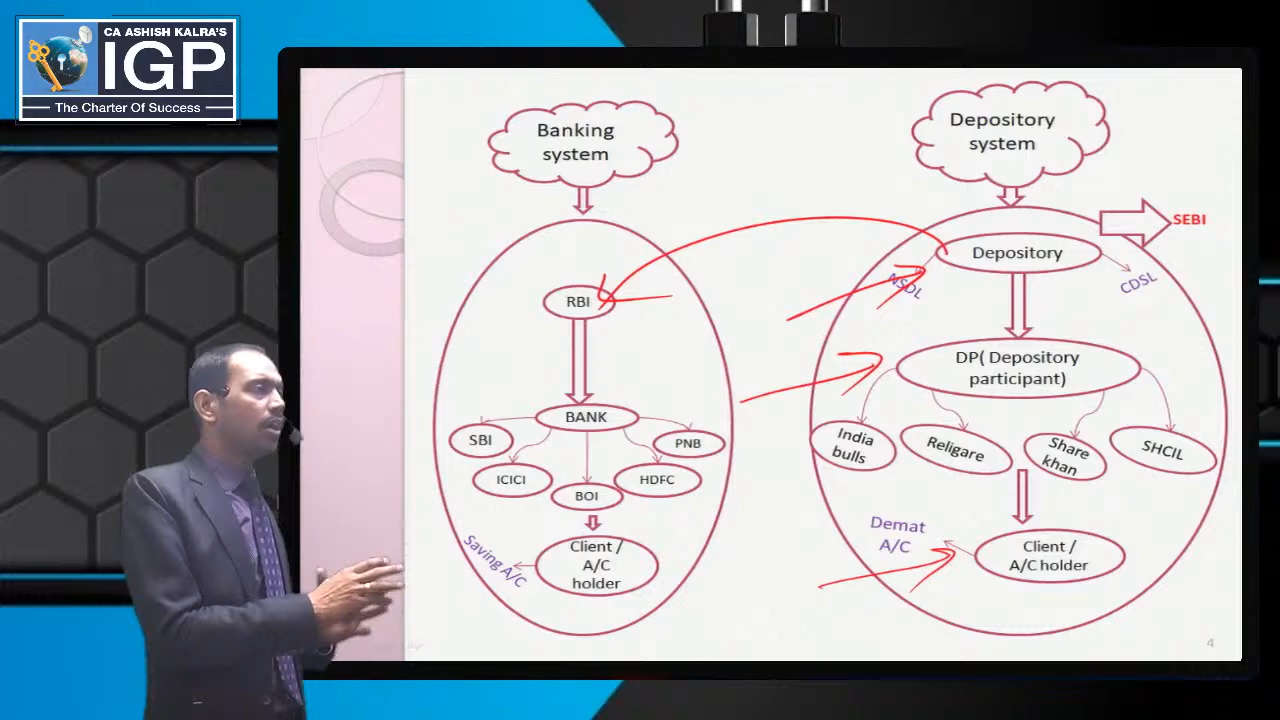 CA ASHISH KALRA'S
IGP
The Charter Of Success
Banking
system
RBI
BANK
SBI
PNB
ICICI
HDFC
BOI
Saving A/C
Client /
A/C
holder
Depository
system
SEBI
Depository
NSDL
CDSL
DP( Depository
participant)
India
bulls
Religare
Share
khan
SHCIL
Demat
A/C
Client /
A/C holder
4